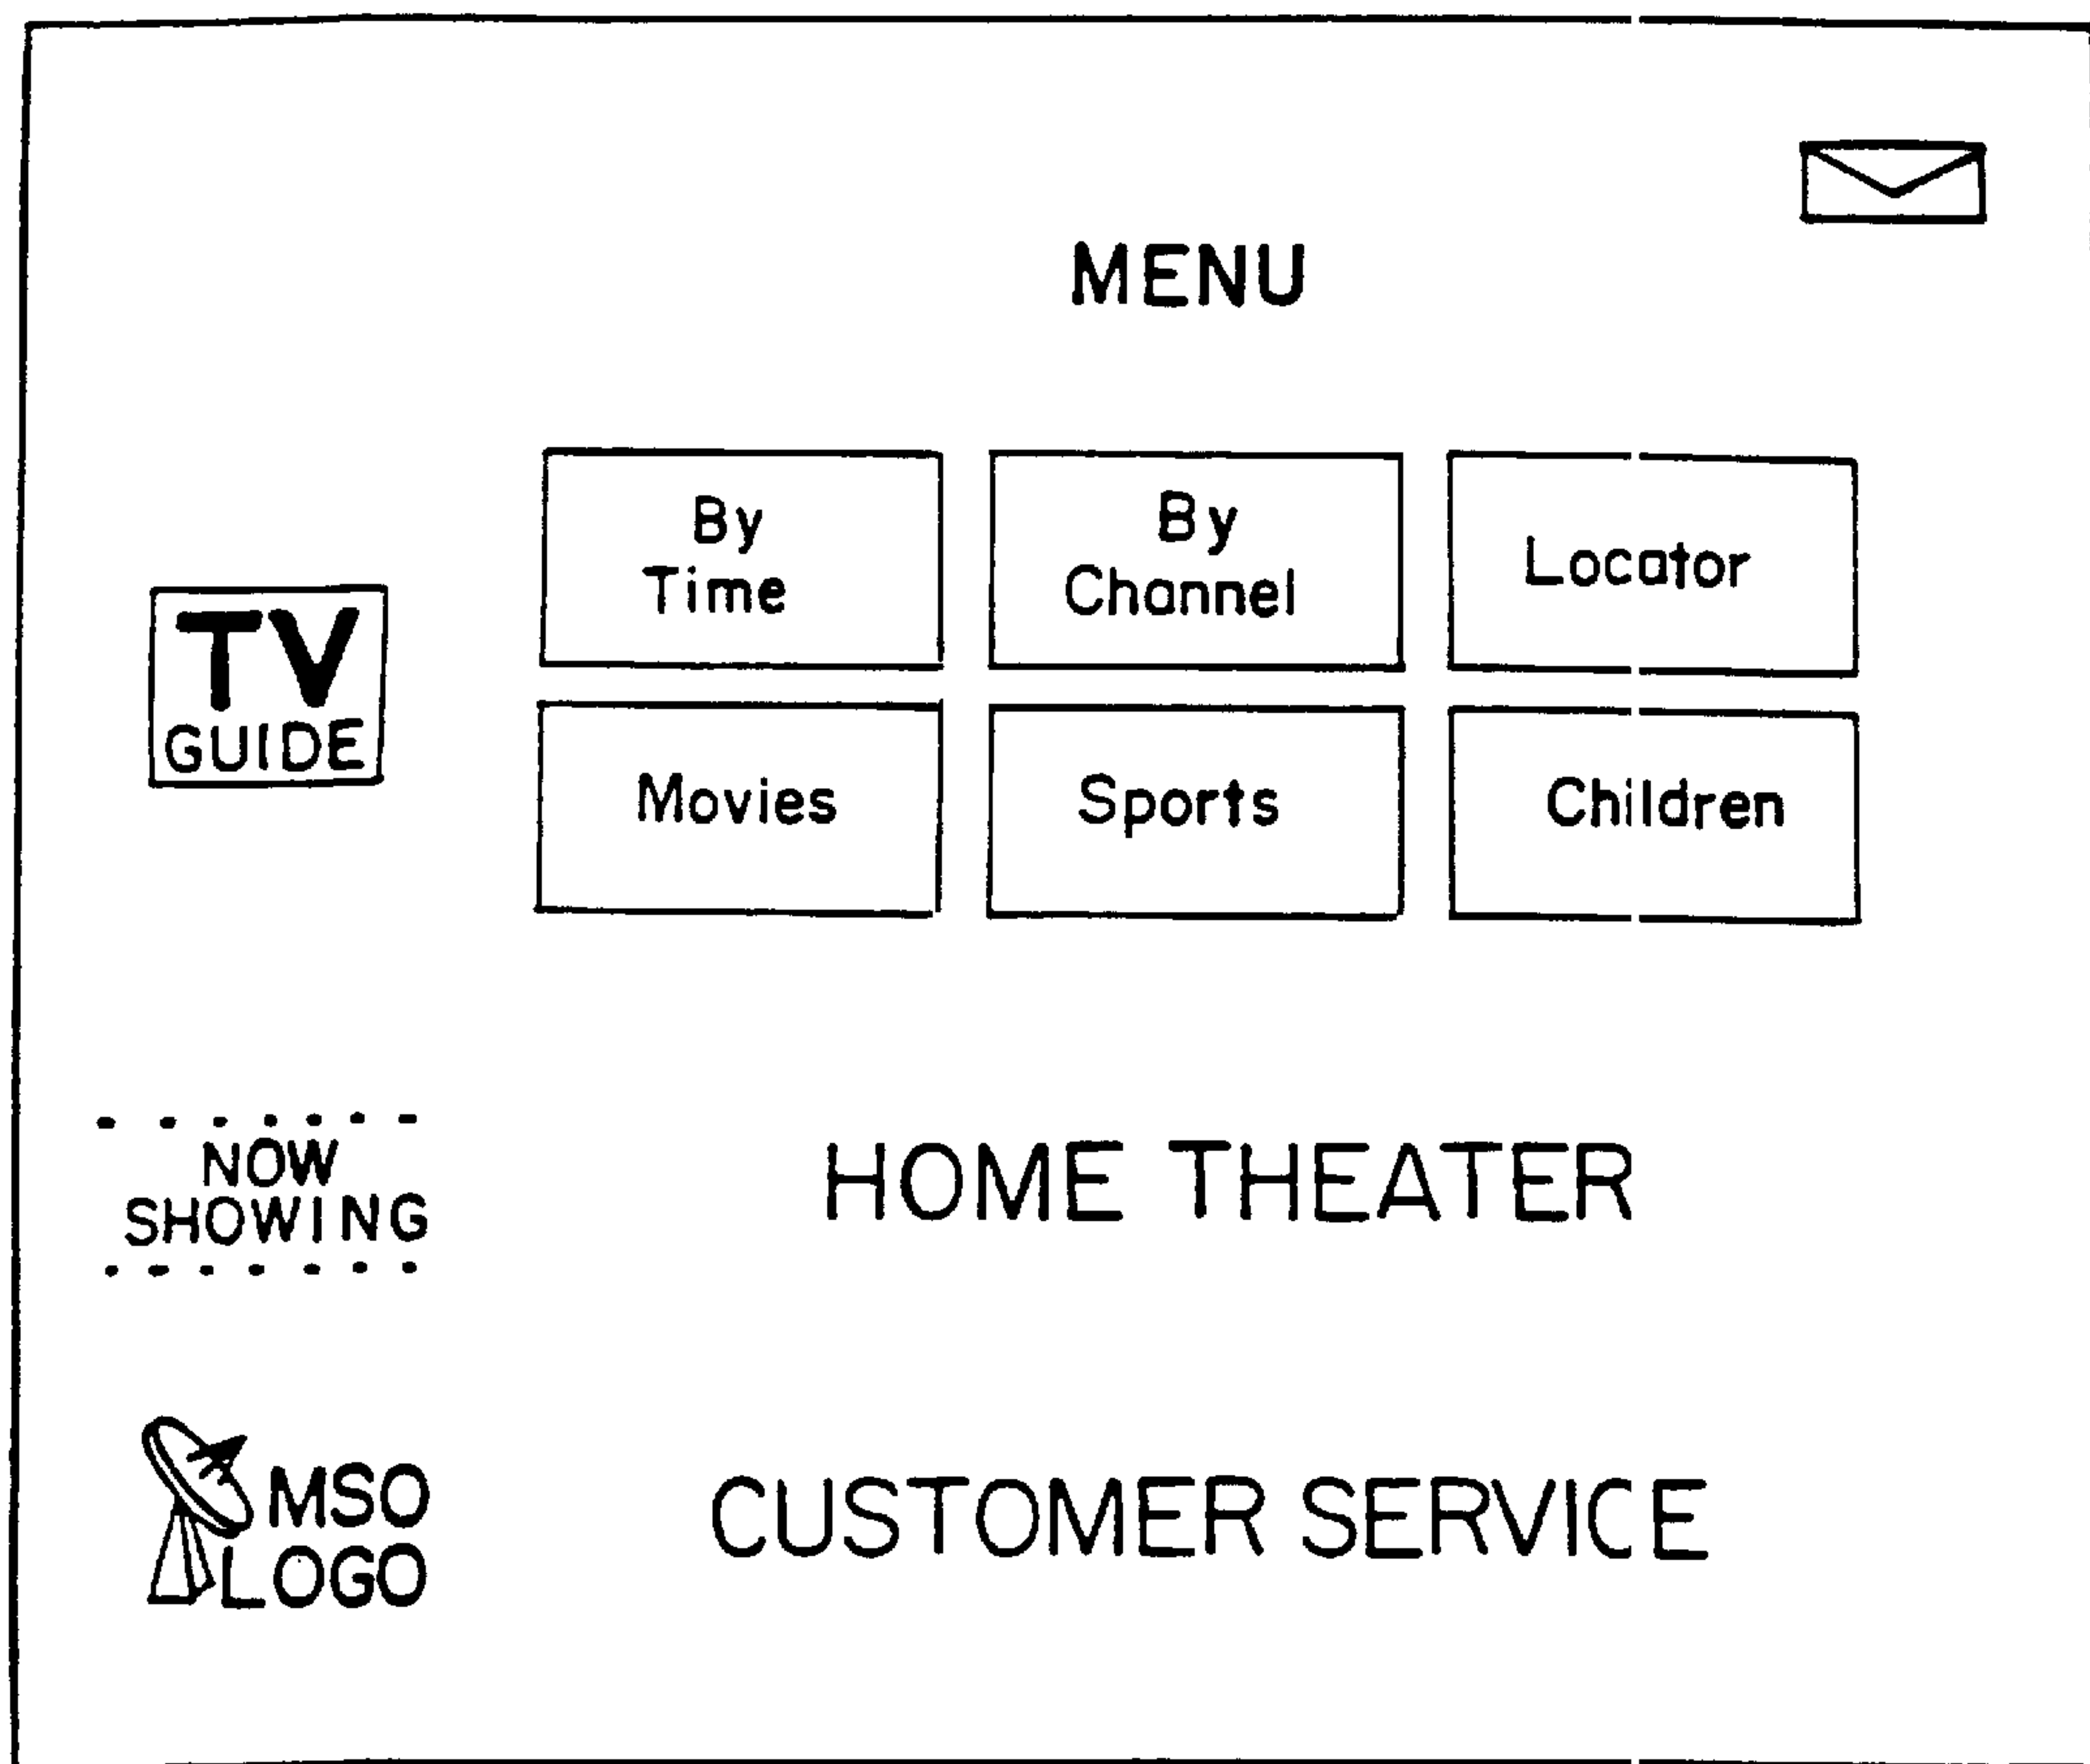 MENU
By
Time
By
Channel
Locator
TV
GUIDE
Movies
Sports
Children
NOW
SHOWING
HOME THEATER
MSO
LOGO
CUSTOMER SERVICE